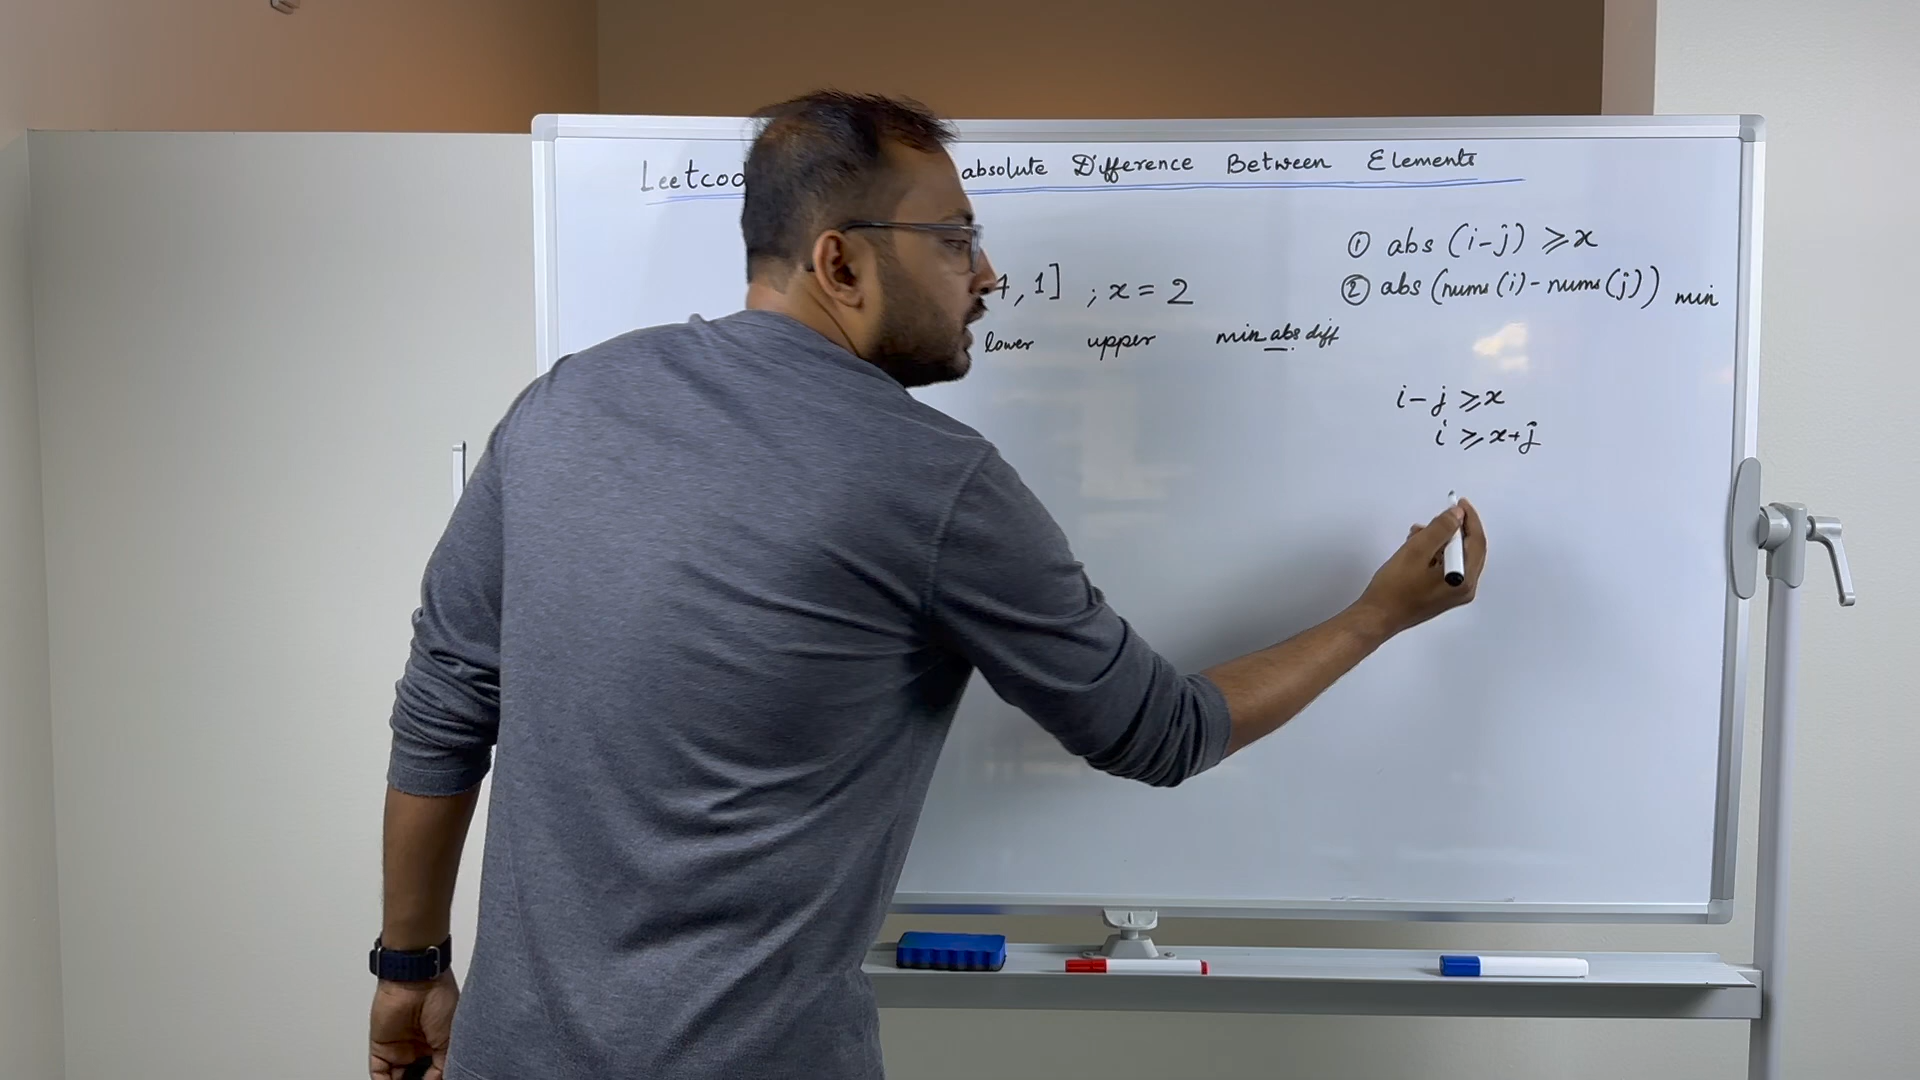 Leetcod absolute Difference Between Elements
① abs (i-j) ⩾x
4, 1] ; x = 2
② abs (nums(i) - nums(j)) min
lower upper min abs diff
i - j ⩾x
i ⩾ x+j